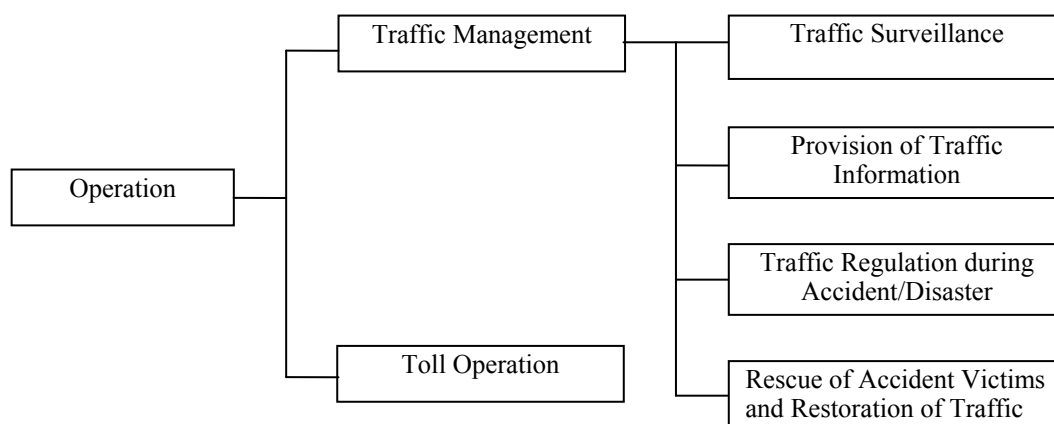 Traffic Management
Traffic Surveillance
Provision of Traffic
Information
Operation
Traffic Regulation during
Accident/Disaster
Toll Operation
Rescue of Accident Victims
and Restoration of Traffic